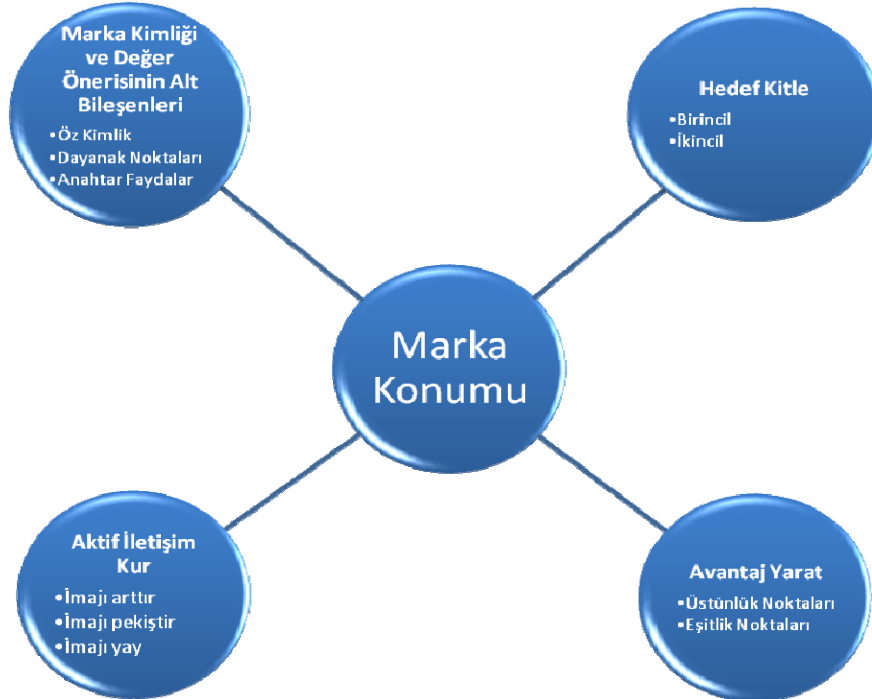 Marka Kimliği
ve Değer
Önerisinin Alt
Bileşenleri
•Öz Kimlik
•Dayanak Noktaları
•Anahtar Faydalar
Hedef Kitle
•Birincil
•İkincil
Marka
Konumu
Aktif İletişim
Kur
•İmajı arttır
•İmajı pekiştir
•İmajı yay
Avantaj Yarat
•Üstünlük Noktaları
•Eşitlik Noktaları